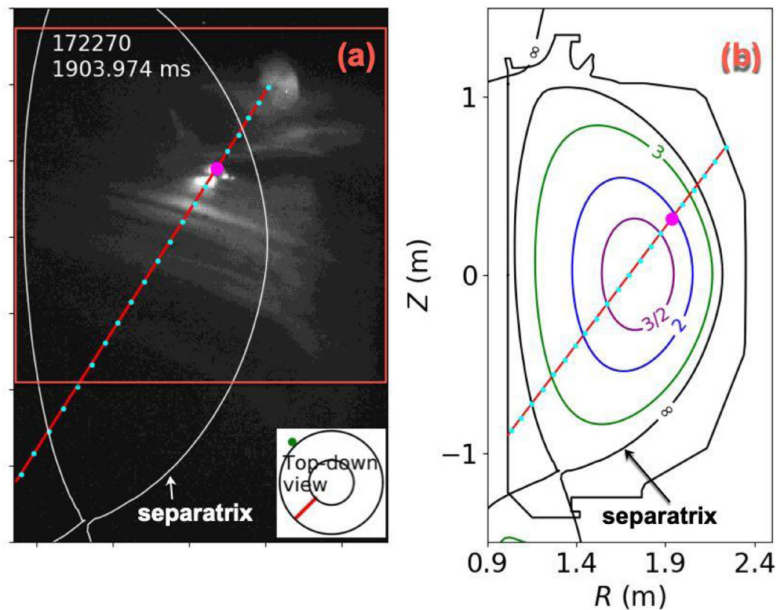 172270
1903.974 ms
(a)
Top-down
view
separatrix
(b)
∞
1
3
Z (m)
0
3/2
2
∞
−1
separatrix
0.9 1.4 1.9 2.4
R (m)